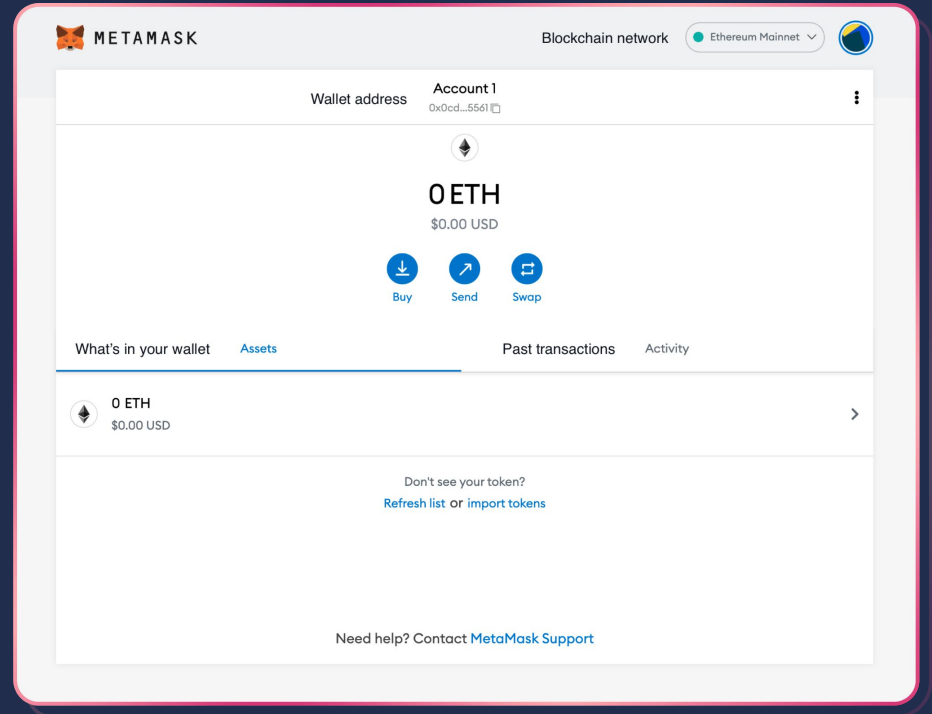 METAMASK
Blockchain network
Ethereum Mainnet
Wallet address
Account 1
0x0cd...5561
0 ETH
$0.00 USD
Buy
Send
Swap
What's in your wallet
Assets
Past transactions
Activity
0 ETH
$0.00 USD
Don't see your token?
Refresh list or import tokens
Need help? Contact MetaMask Support